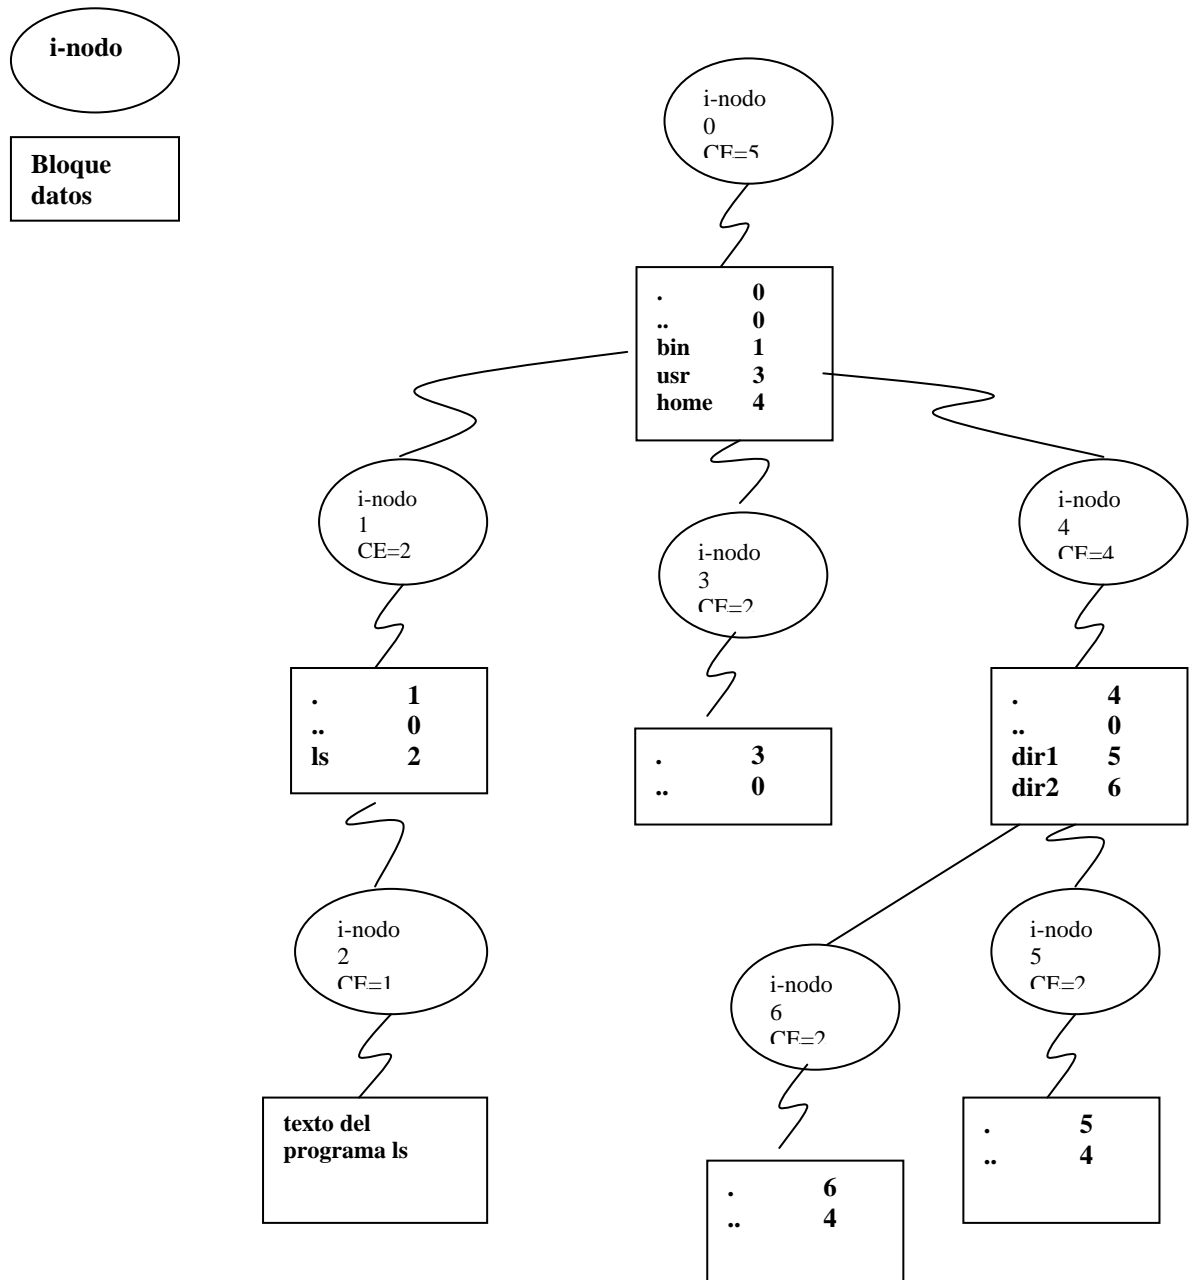 i-nodo
Bloque
datos
i-nodo
0
CE=5
. 0
.. 0
bin 1
usr 3
home 4
i-nodo
1
CE=2
i-nodo
3
CE=2
i-nodo
4
CE=4
. 1
.. 0
ls 2
. 3
.. 0
. 4
.. 0
dir1 5
dir2 6
i-nodo
2
CE=1
i-nodo
6
CE=2
i-nodo
5
CE=2
texto del
programa ls
. 6
.. 4
. 5
.. 4